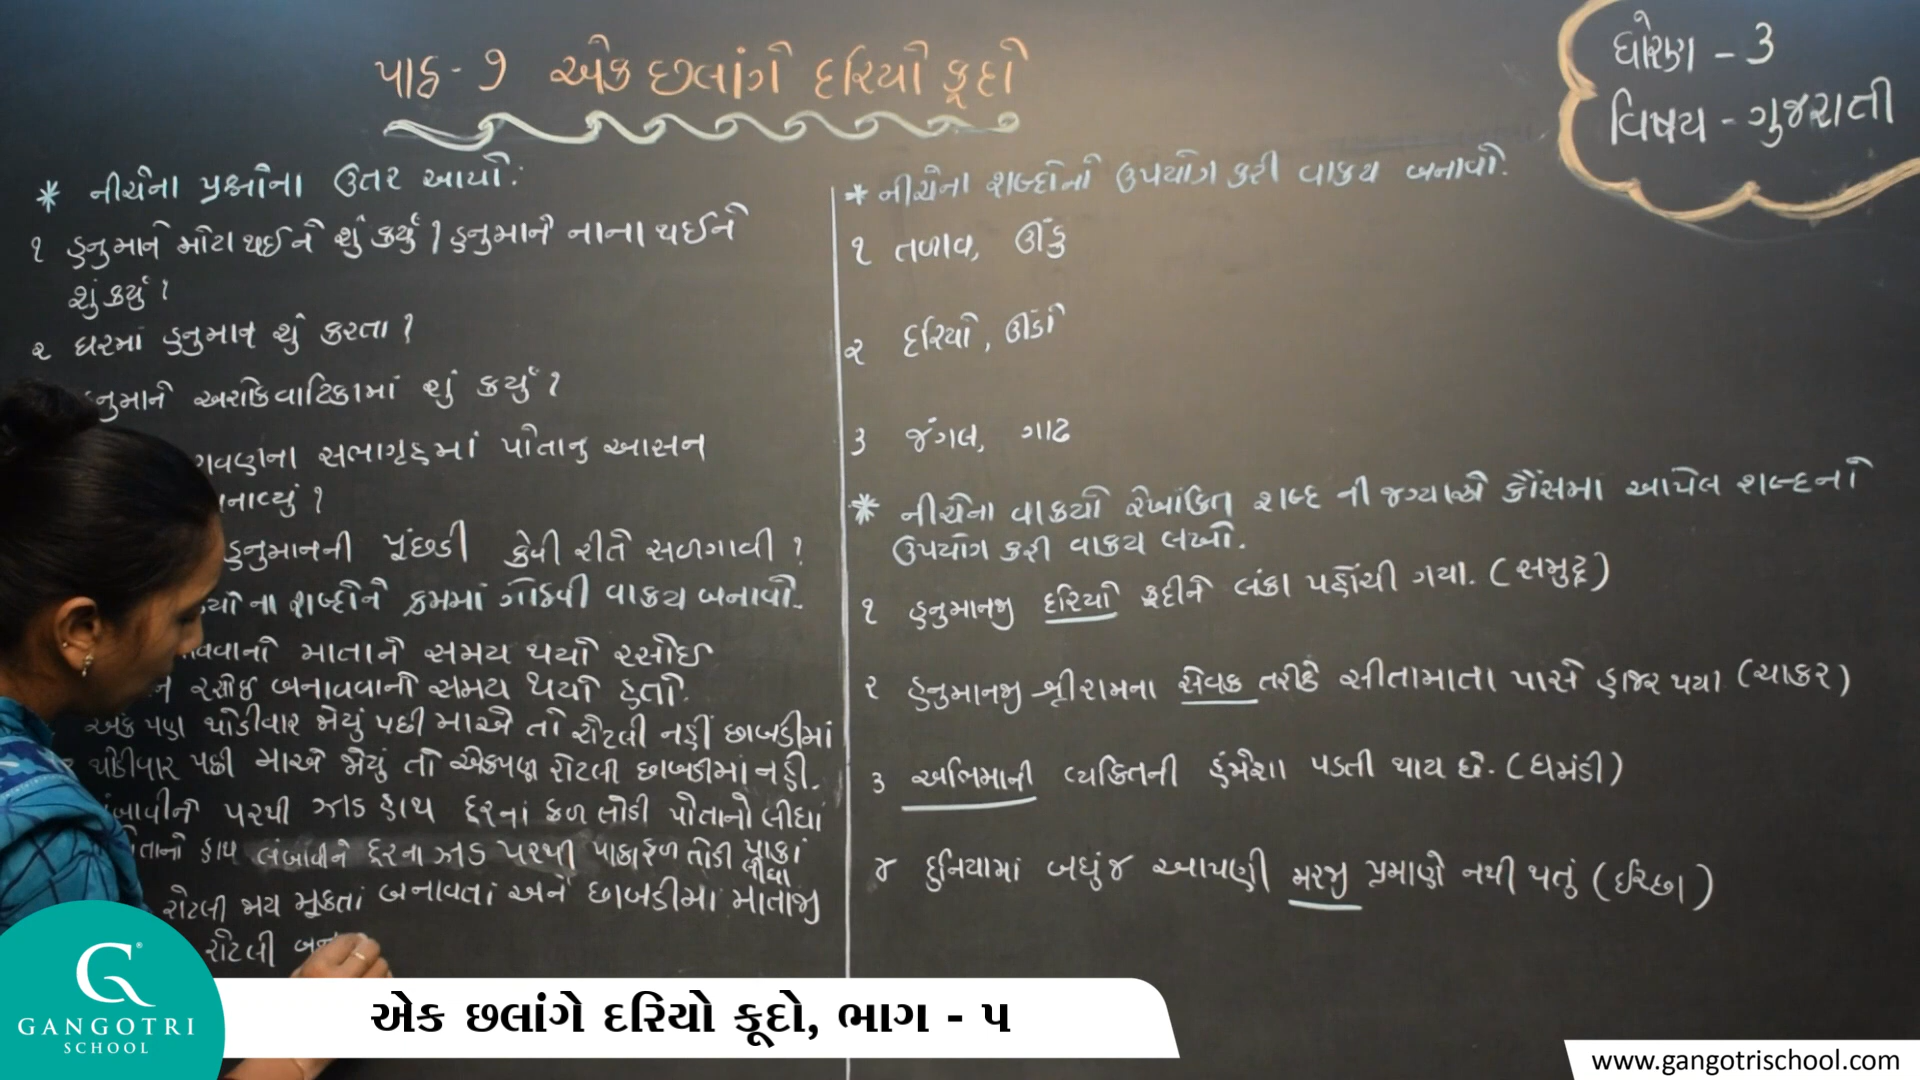 પાઠ - ૭ એક છલાંગે દરિયો કૂદો
ધોરણ - 3
વિષય - ગુજરાતી
* નીચેના પ્રશ્નોના ઉતર આપો:
૧ હનુમાને મોટા થઈને શું કર્યું? હનુમાને નાના થઈને
શું કર્યું?
૨ ઘરમાં હનુમાન શું કરતા?
નુમાને અશોકવાટિકામાં શું કર્યું?
રાવણના સભાગૃહમાં પોતાનુ આસન
નાવ્યું?
હનુમાનની પૂંછડી કેવી રીતે સળગાવી?
ક્યોના શબ્દોને ક્રમમાં ગોઠવી વાક્ય બનાવો.
વવાનો માતાને સમય થયો રસોઈ
ને રસોઈ બનાવવાનો સમય થયો હતો.
એક પણ થોડીવાર જોયું પછી માએ તો રોટલી નહીં છાબડીમાં
થોડીવાર પછી માએ જોયું તો એકપણ રોટલી છાબડીમાં નહી.
બાવીને પરથી ઝાડ હાથ દૂરનાં ફળ તોડી પોતાનો લીધા
તાનો હાથ લંબાવીને દૂરના ઝાડ પરથી પાકા ફળ તોડી લીધા પાકાં
રોટલી જાય મૂકતાં બનાવતાં અને છાબડીમાં માતાજી
રોટલી બના
* નીચેના શબ્દોનો ઉપયોગ કરી વાક્ય બનાવો.
૧ તળાવ, ઊંડું
૨ દરિયો, ઊંડો
૩ જંગલ, ગાઢ
* નીચેના વાક્યો રેખાંકિત શબ્દ ની જગ્યાએ કૌંસમા આપેલ શબ્દનો
ઉપયોગ કરી વાક્ય લખો.
૧ હનુમાનજી દરિયો કૂદીને લંકા પહોંચી ગયા. (સમુદ્ર)
૨ હનુમાનજી શ્રીરામના સેવક તરીકે સીતામાતા પાસે હાજર થયા (ચાકર)
૩ અભિમાની વ્યકિતની હંમેશા પડતી થાય છે. (ઘમંડી)
૪ દુનિયામાં બધું જ આપણી મરજી પ્રમાણે નથી થતું (ઇચ્છા)
G
GANGOTRI
SCHOOL
એક છલાંગે દરિયો કૂદો, ભાગ - ૫
www.gangotrischool.com